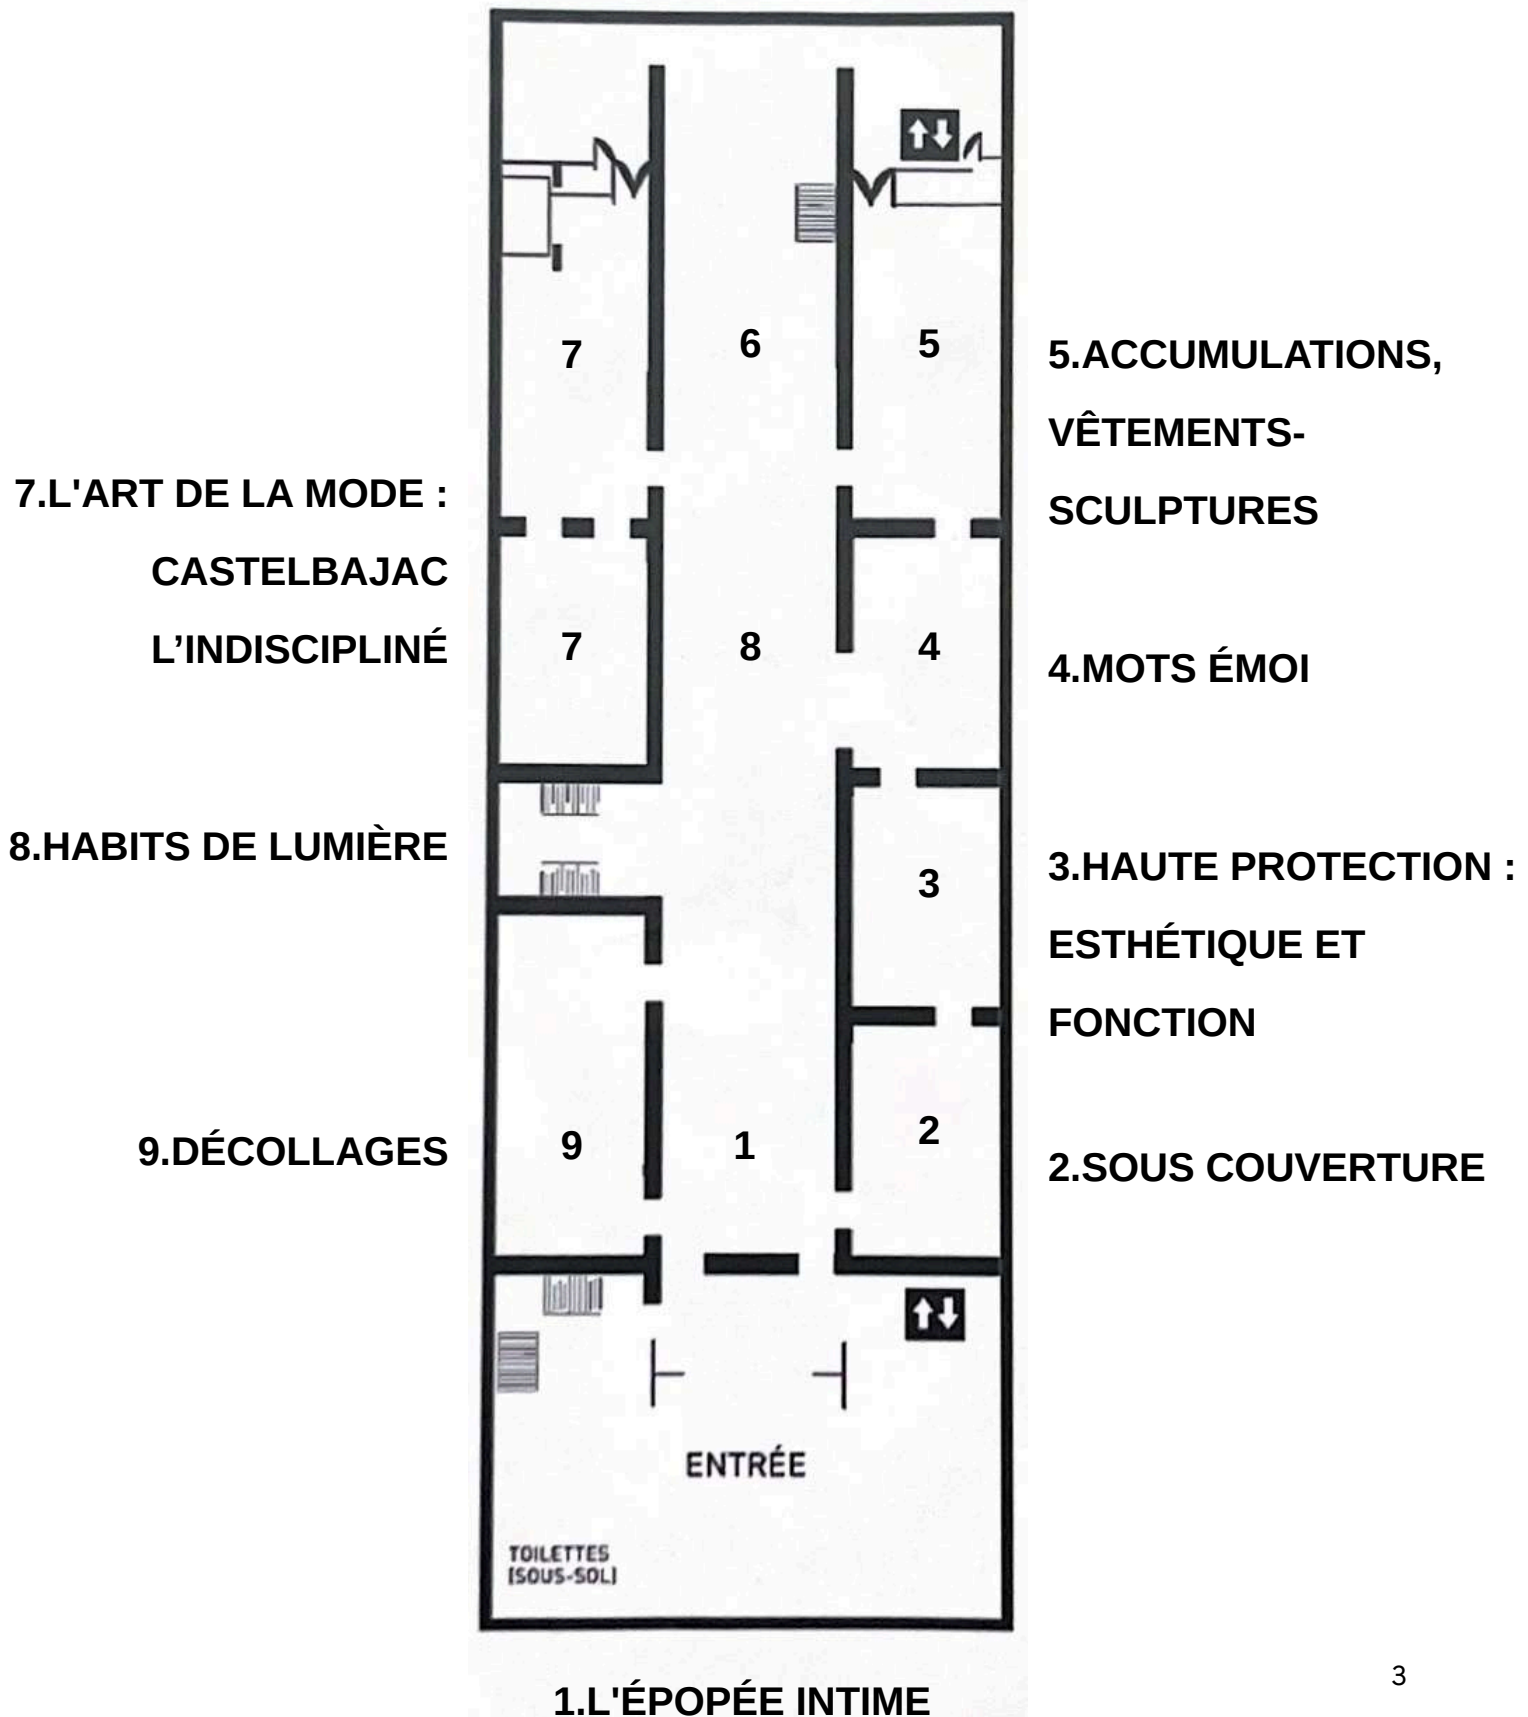 7
6
5
5.ACCUMULATIONS,
VÊTEMENTS-
SCULPTURES
7.L'ART DE LA MODE :
CASTELBAJAC
L’INDISCIPLINÉ
7
8
4
4.MOTS ÉMOI
8.HABITS DE LUMIÈRE
3
3.HAUTE PROTECTION :
ESTHÉTIQUE ET
FONCTION
9.DÉCOLLAGES
9
1
2
2.SOUS COUVERTURE
ENTRÉE
TOILETTES
[SOUS-SOL]
1.L'ÉPOPÉE INTIME
3